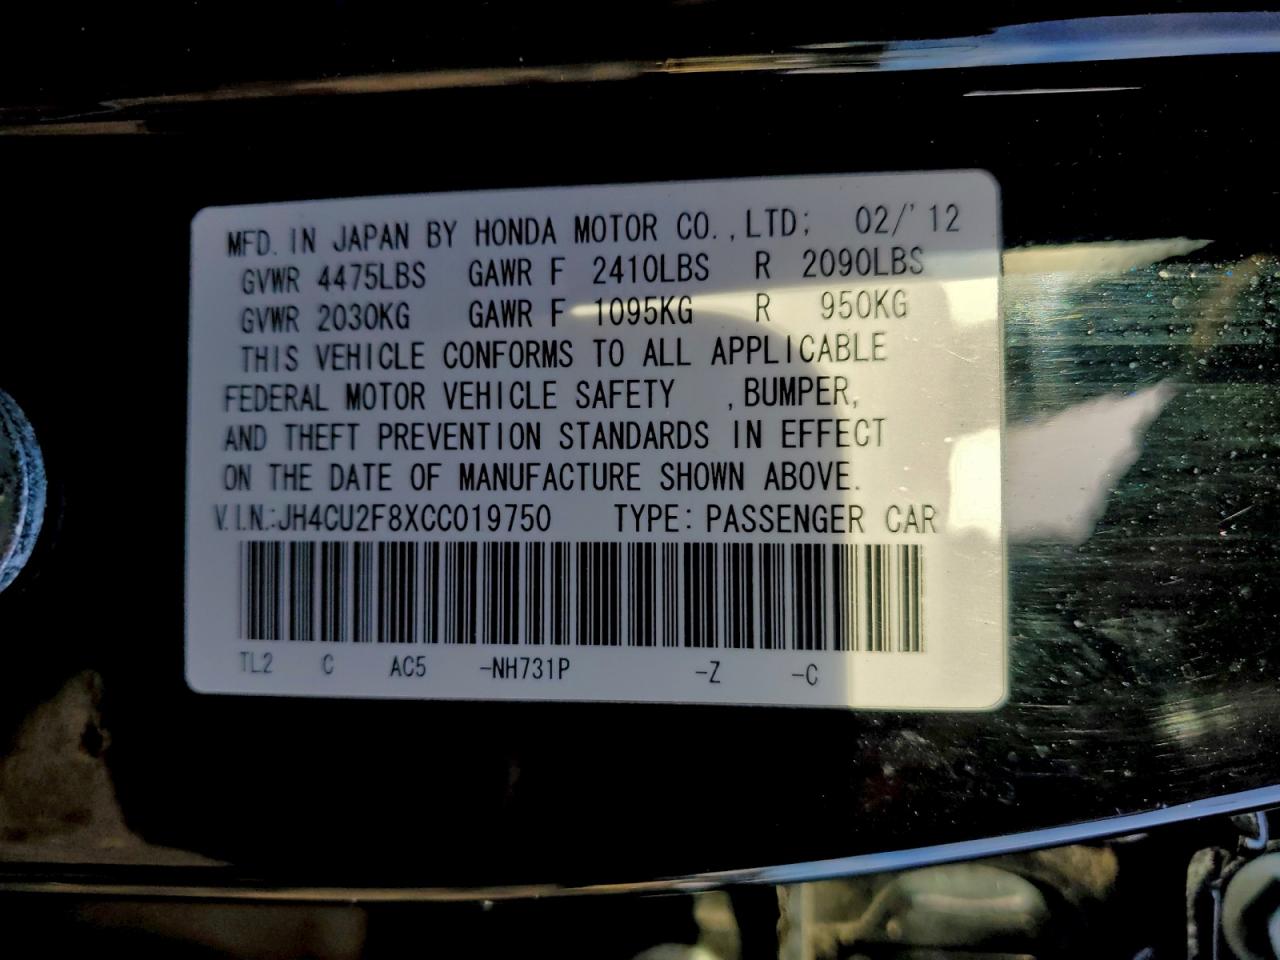 MFD. IN JAPAN BY HONDA MOTOR CO.,LTD; 02/'12
GVWR 4475LBS GAWR F 2410LBS R 2090LBS
GVWR 2030KG GAWR F 1095KG R 950KG
THIS VEHICLE CONFORMS TO ALL APPLICABLE
FEDERAL MOTOR VEHICLE SAFETY ,BUMPER,
AND THEFT PREVENTION STANDARDS IN EFFECT
ON THE DATE OF MANUFACTURE SHOWN ABOVE.
V.I.N.:JH4CU2F8XCC019750 TYPE: PASSENGER CAR
TL2 C AC5 -NH731P -Z -C